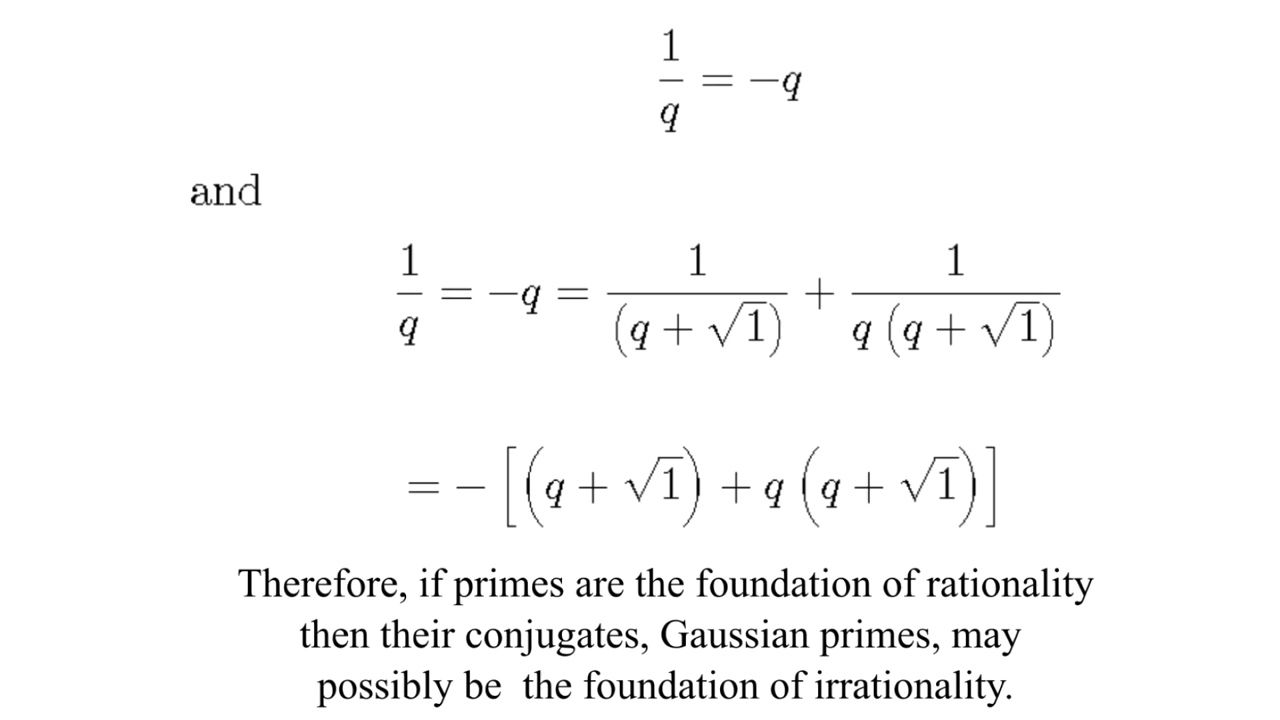 1/q = −q
and
1/q = −q = 1/(q + √1) + 1/(q (q + √1))
= − [(q + √1) + q (q + √1)]
Therefore, if primes are the foundation of rationality
then their conjugates, Gaussian primes, may
possibly be the foundation of irrationality.